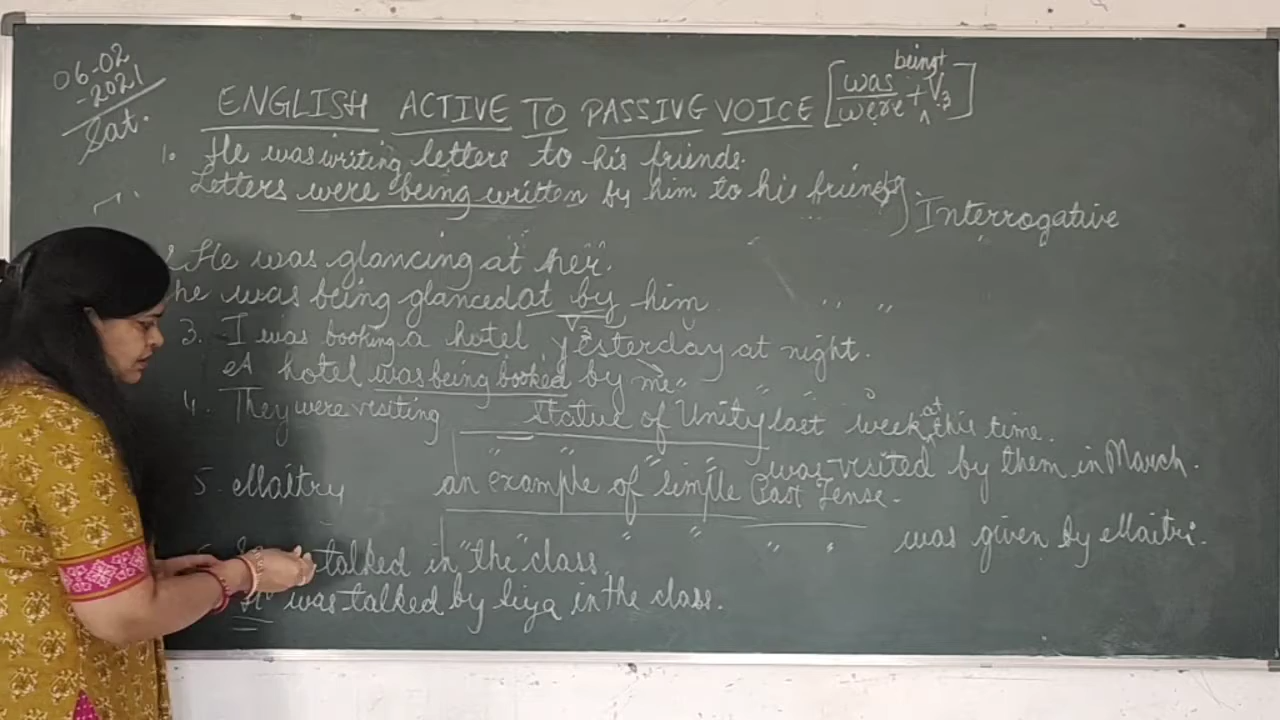 06-02
-2021
Sat.
ENGLISH ACTIVE TO PASSIVE VOICE [was/were + being + V3]
1. He was writing letters to his friends.
Letters were being written by him to his friends.
Interrogative
He was glancing at her.
he was being glanced at by him
3. I was booking a hotel yesterday at night.
V3
A hotel was being booked by me " " "
4. They were visiting statue of Unity last week at this time.
" " " " was visited by them in March.
5. Maitry an example of Simple Past Tense.
" " " " was given by Maitri.
talked in "the" class.
It was talked by liya in the class.